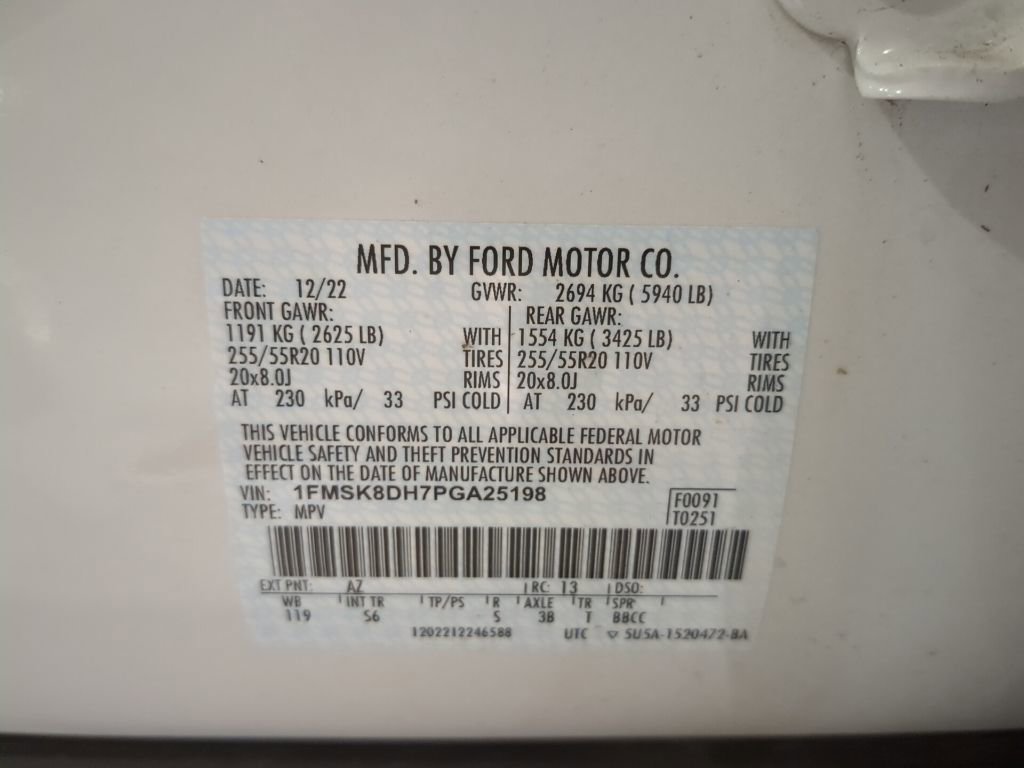 MFD. BY FORD MOTOR CO.
DATE: 12/22 GVWR: 2694 KG ( 5940 LB)
FRONT GAWR: REAR GAWR:
1191 KG ( 2625 LB) WITH 1554 KG ( 3425 LB) WITH
255/55R20 110V TIRES 255/55R20 110V TIRES
20x8.0J RIMS 20x8.0J RIMS
AT 230 kPa/ 33 PSI COLD AT 230 kPa/ 33 PSI COLD
THIS VEHICLE CONFORMS TO ALL APPLICABLE FEDERAL MOTOR
VEHICLE SAFETY AND THEFT PREVENTION STANDARDS IN
EFFECT ON THE DATE OF MANUFACTURE SHOWN ABOVE.
VIN: 1FMSK8DH7PGA25198 F0091
TYPE: MPV T0251
EXT PNT: AZ RC: 13 DSO:
WB INT TR TP/PS R AXLE TR SPR
119 S6 S 3B T BBCC
1202212246588 UTC ▽ 5U5A-1520472-BA